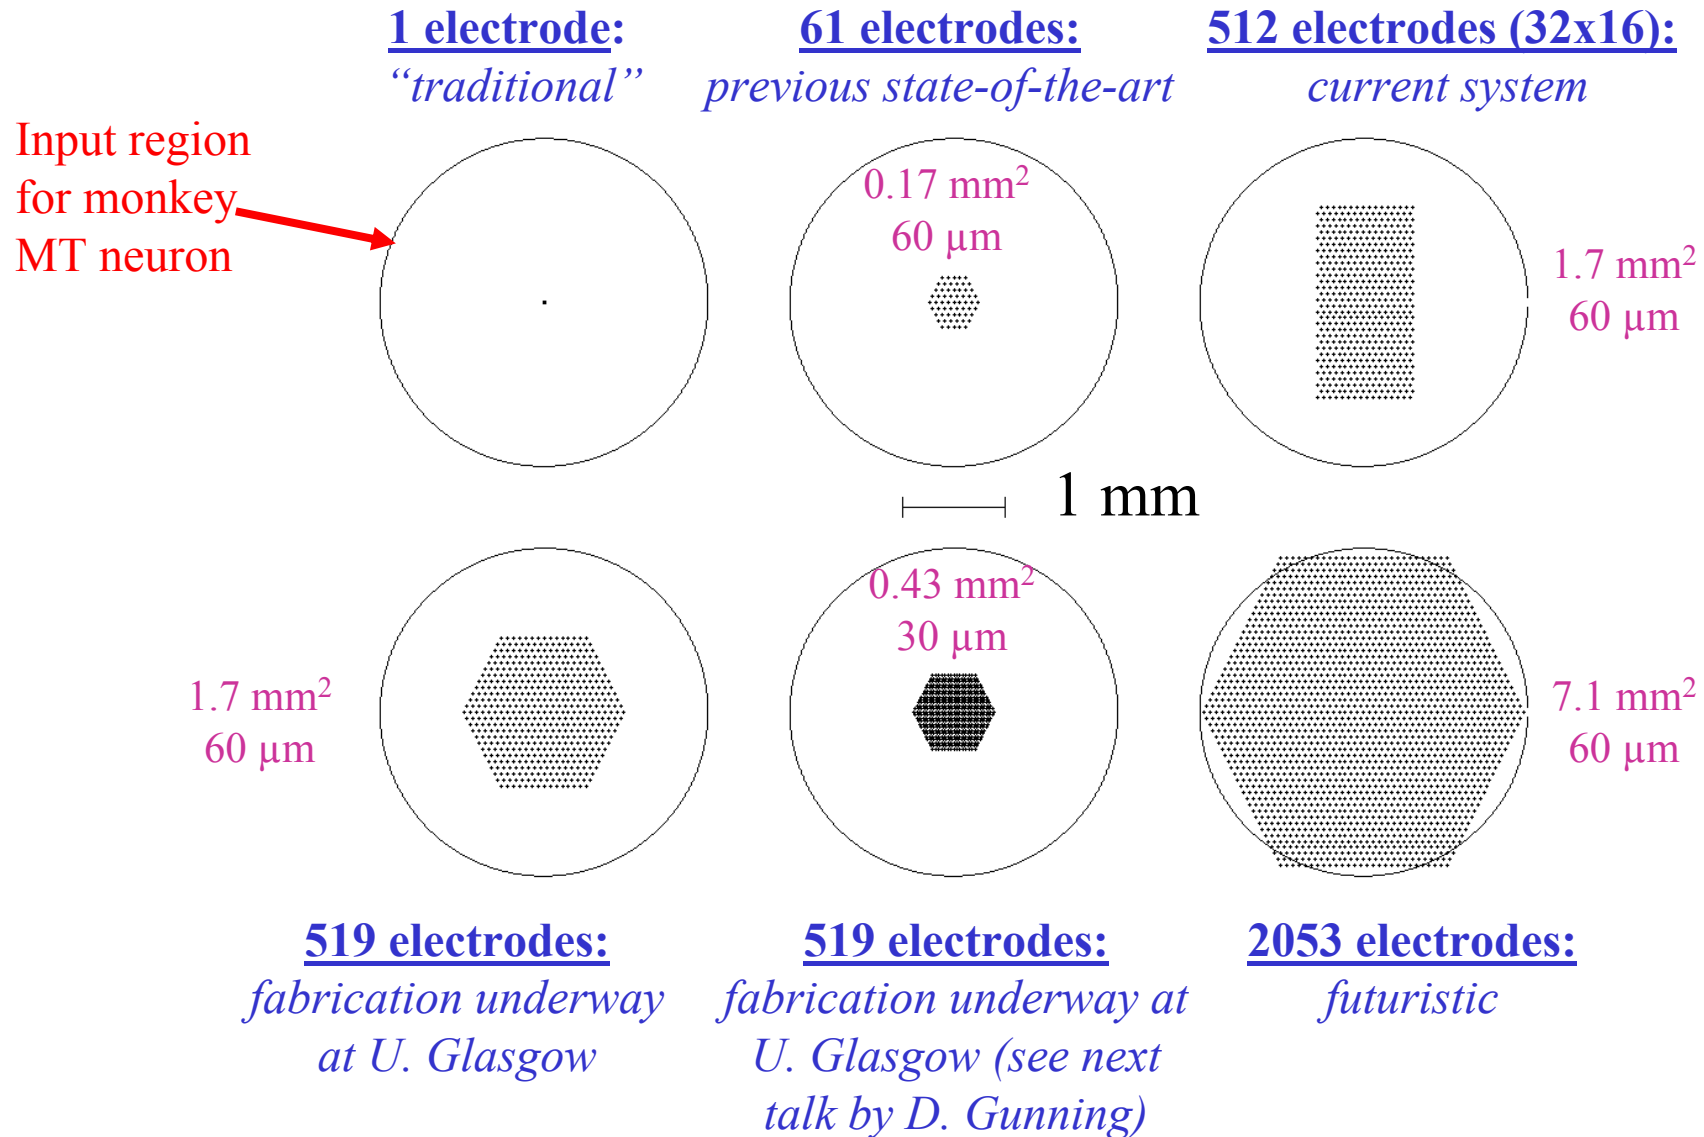 1 electrode:
“traditional”
61 electrodes:
previous state-of-the-art
512 electrodes (32x16):
current system
Input region
for monkey
MT neuron
0.17 mm²
60 µm
1.7 mm²
60 µm
1 mm
1.7 mm²
60 µm
0.43 mm²
30 µm
7.1 mm²
60 µm
519 electrodes:
fabrication underway
at U. Glasgow
519 electrodes:
fabrication underway at
U. Glasgow (see next
talk by D. Gunning)
2053 electrodes:
futuristic